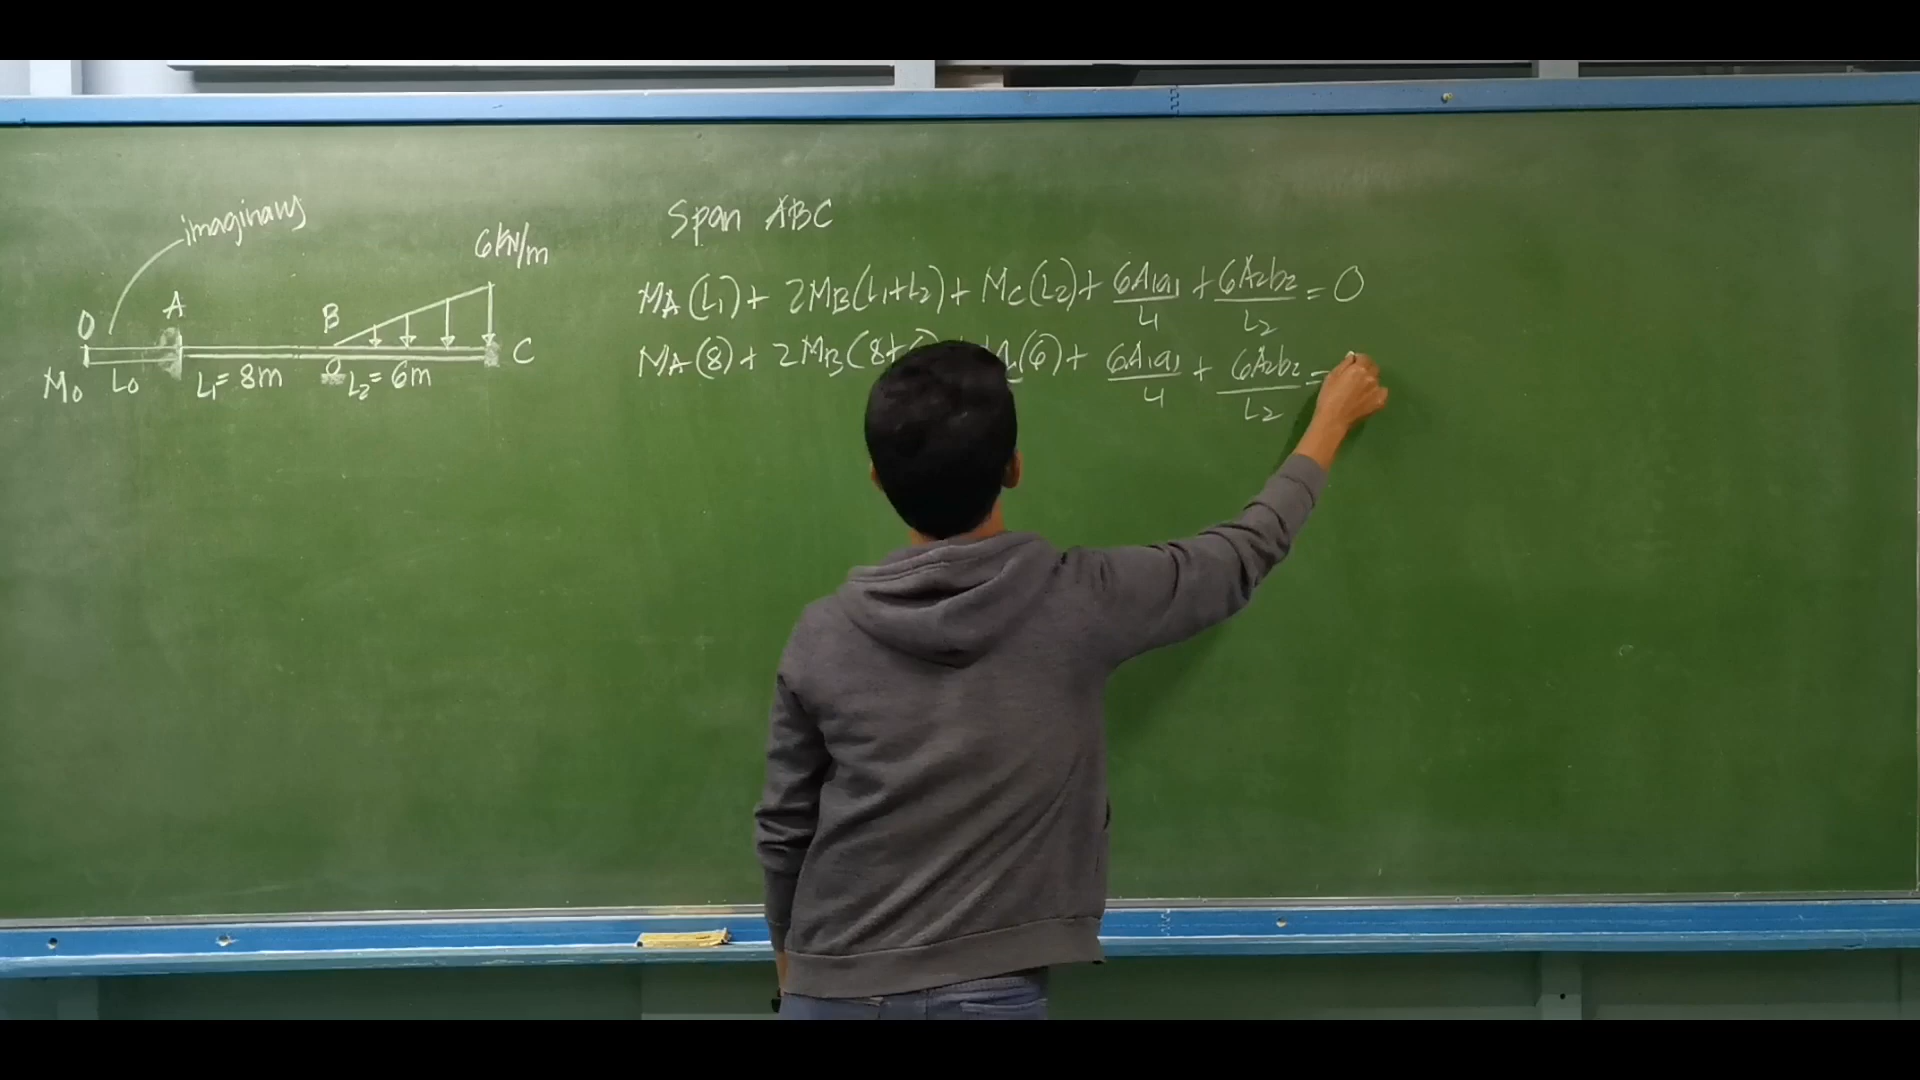 imaginary
6KN/m
O
A
B
C
M₀
L₀
L₁= 8m
L₂= 6m
Span ABC
MA(L₁) + 2MB(L₁+L₂) + Mc(L₂) + 6A₁a₁/L₁ + 6A₂b₂/L₂ = 0
MA(8) + 2MB(8+ (6) + 6A₁a₁/L₁ + 6A₂b₂/L₂ =